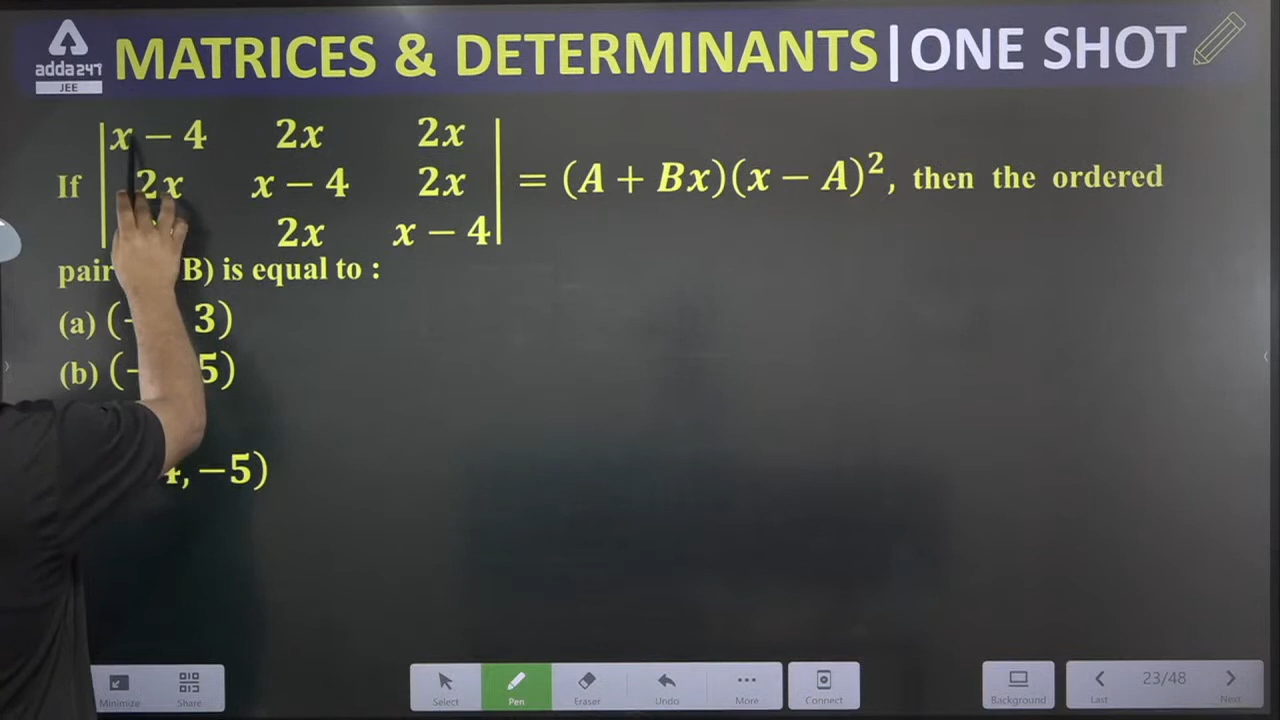 adda247
JEE
MATRICES & DETERMINANTS|ONE SHOT
x − 4 2x 2x
If 2x x − 4 2x = (A + Bx)(x − A)², then the ordered
2x x − 4
pair B) is equal to :
(a) (− 3)
(b) (− 5)
4, −5)
Minimize Share Select Pen Eraser Undo More Connect Background Last 23/48 Next